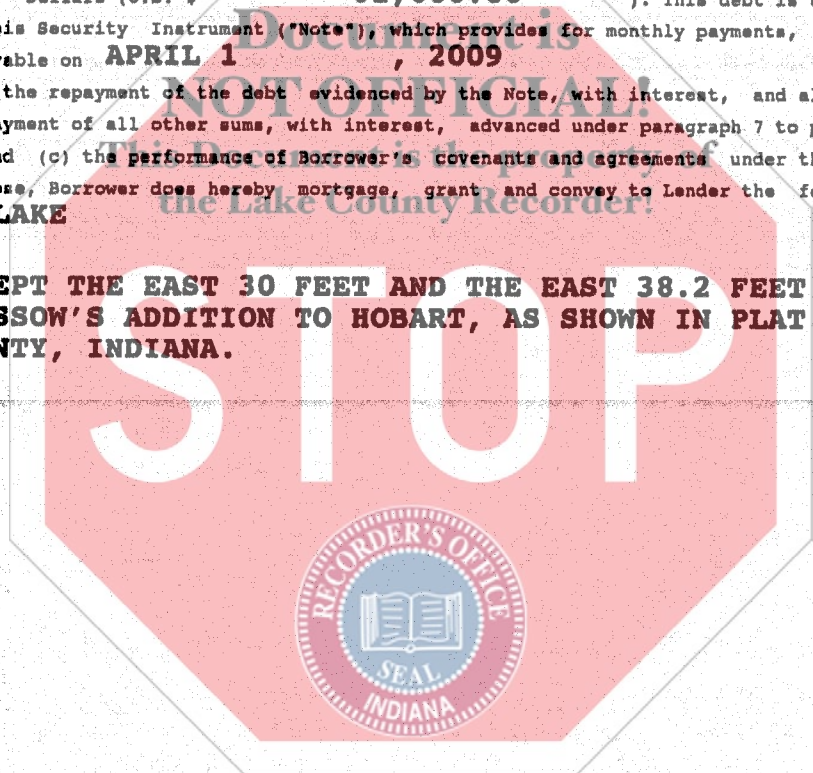 ). This debt is
is Security Instrument ("Note"), which provides for monthly payments,
able on APRIL 1 , 2009
the repayment of the debt evidenced by the Note, with interest, and
yment of all other sums, with interest, advanced under paragraph 7 to
d (c) the performance of Borrower's covenants and agreements under
se, Borrower does hereby mortgage, grant and convey to Lender the
LAKE
EPT THE EAST 30 FEET AND THE EAST 38.2 FEET
SSOW'S ADDITION TO HOBART, AS SHOWN IN PLAT
NTY, INDIANA.
Document is
NOT OFFICIAL!
This Document is the property of
the Lake County Recorder!
STOP
RECORDER'S OFFICE
SEAL
INDIANA